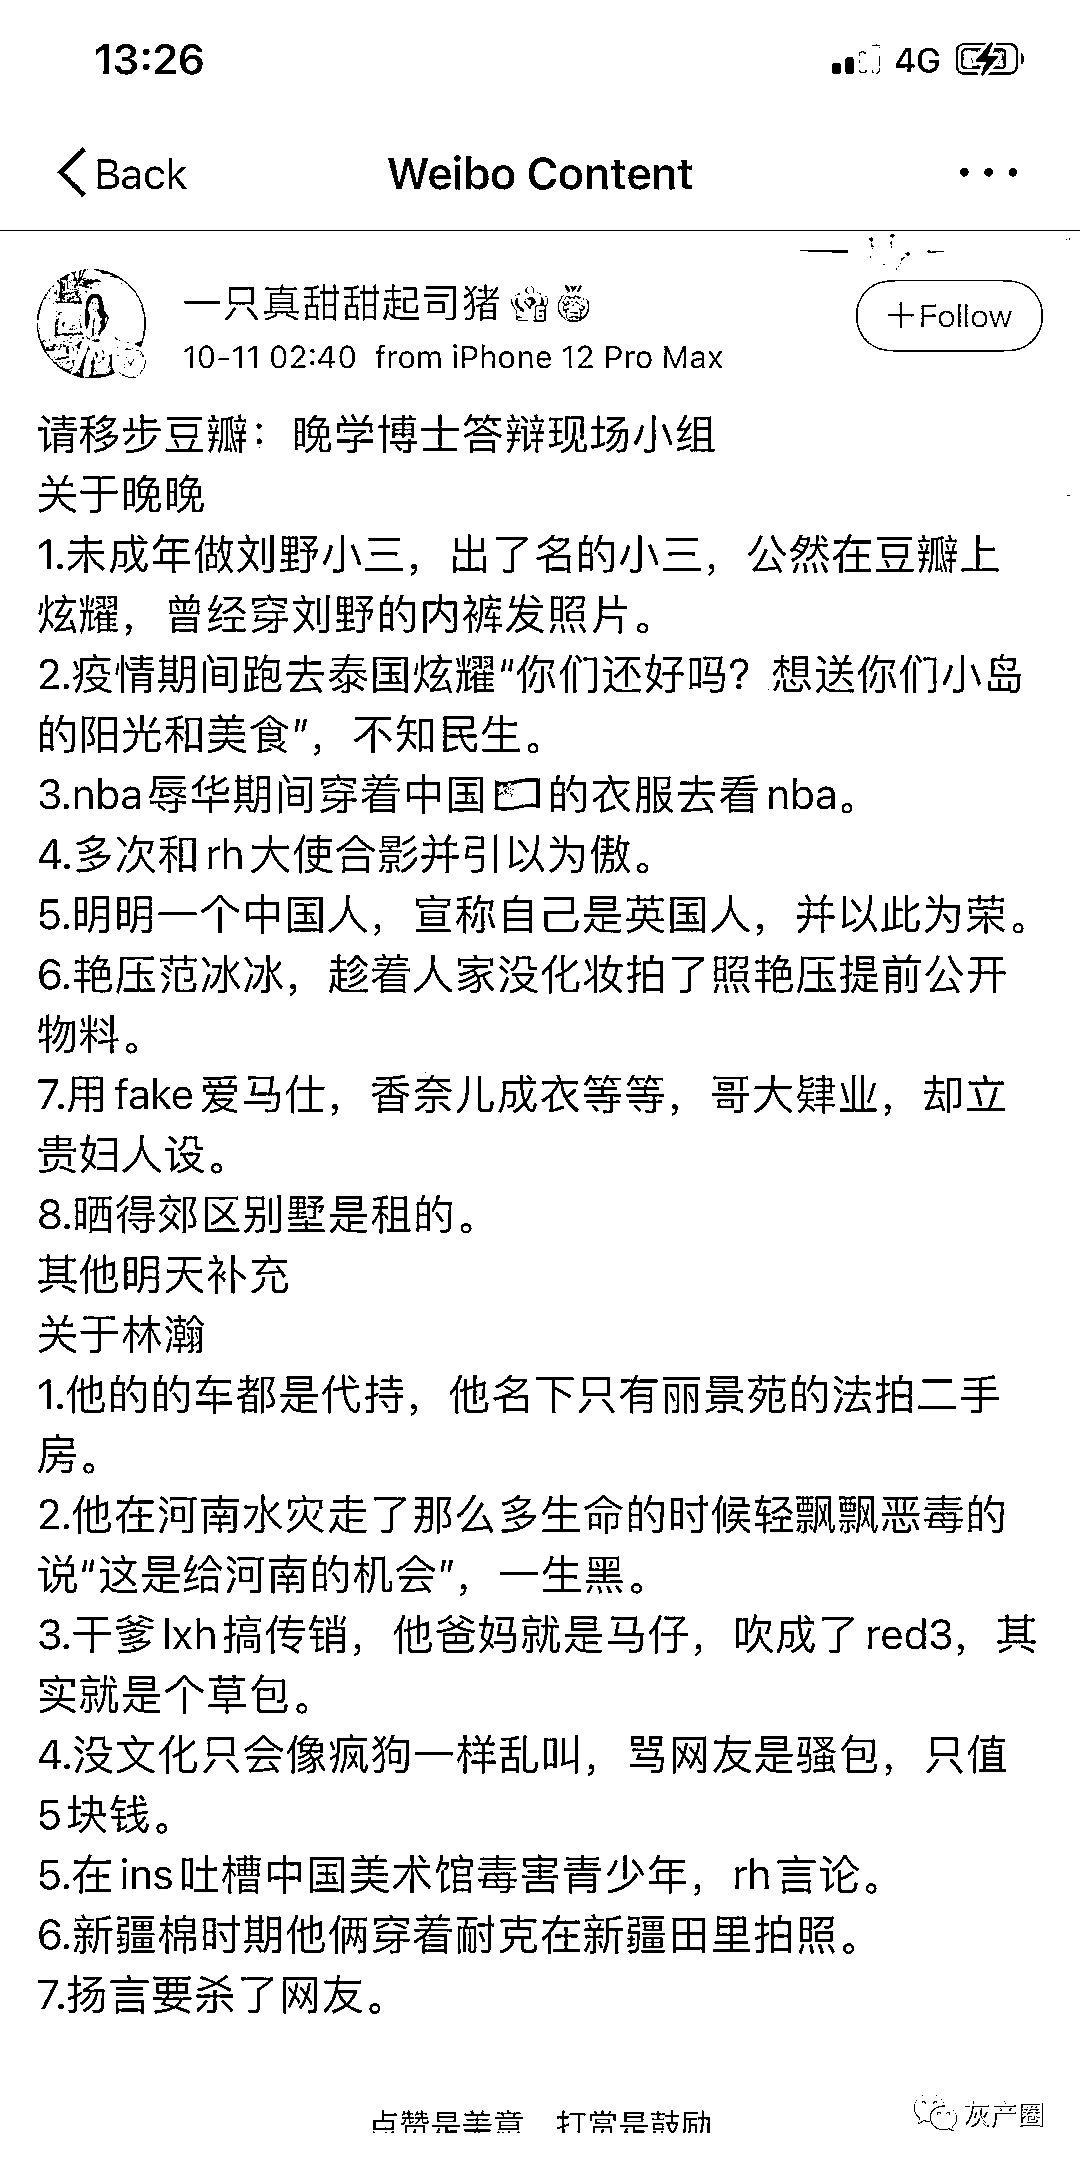 13:26
4G
Back
Weibo Content
一只真甜甜起司猪
+Follow
10-11 02:40 from iPhone 12 Pro Max
请移步豆瓣：晚学博士答辩现场小组
关于晚晚
1.未成年做刘野小三，出了名的小三，公然在豆瓣上
炫耀，曾经穿刘野的内裤发照片。
2.疫情期间跑去泰国炫耀“你们还好吗？想送你们小岛
的阳光和美食”，不知民生。
3.nba辱华期间穿着中国🇨🇳的衣服去看nba。
4.多次和rh大使合影并引以为傲。
5.明明一个中国人，宣称自己是英国人，并以此为荣。
6.艳压范冰冰，趁着人家没化妆拍了照艳压提前公开
物料。
7.用fake爱马仕，香奈儿成衣等等，哥大肄业，却立
贵妇人设。
8.晒得郊区别墅是租的。
其他明天补充
关于林瀚
1.他的的车都是代持，他名下只有丽景苑的法拍二手
房。
2.他在河南水灾走了那么多生命的时候轻飘飘恶毒的
说“这是给河南的机会”，一生黑。
3.干爹lxh搞传销，他爸妈就是马仔，吹成了red3，其
实就是个草包。
4.没文化只会像疯狗一样乱叫，骂网友是骚包，只值
5块钱。
5.在ins吐槽中国美术馆毒害青少年，rh言论。
6.新疆棉时期他俩穿着耐克在新疆田里拍照。
7.扬言要杀了网友。
点赞是美意 打赏是鼓励
灰产圈